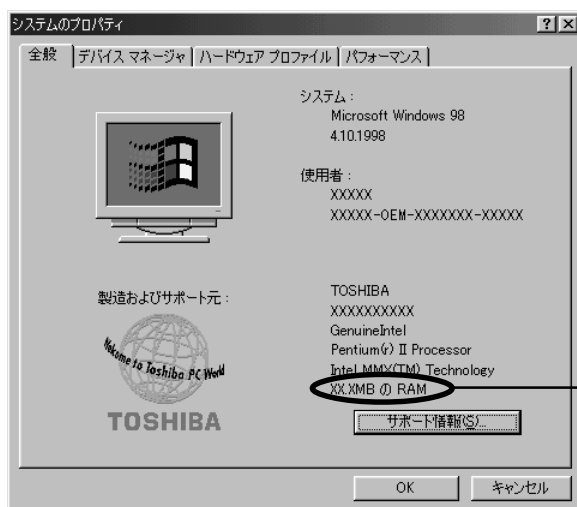 システムのプロパティ
全般
デバイス マネージャ
ハードウェア プロファイル
パフォーマンス
システム:
Microsoft Windows 98
4.10.1998
使用者:
XXXXX
XXXXX-OEM-XXXXXXX-XXXXX
製造およびサポート元:
Welcome to Toshiba PC World
TOSHIBA
TOSHIBA
XXXXXXXXXX
GenuineIntel
Pentium(r) II Processor
Intel MMX(TM) Technology
XX.XMB の RAM
サポート情報(S)...
OK
キャンセル